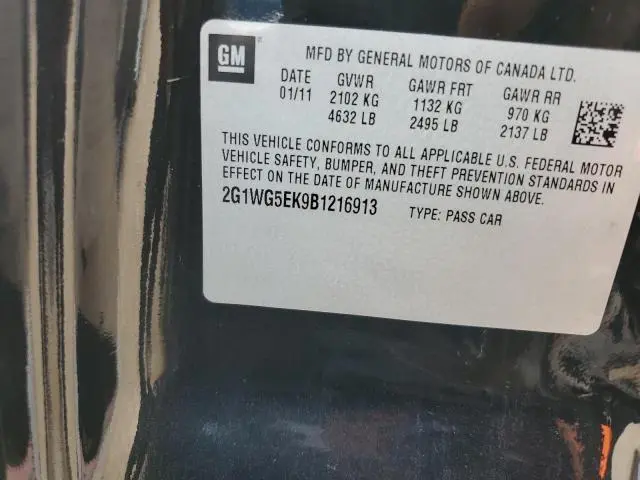 GM
MFD BY GENERAL MOTORS OF CANADA LTD.
DATE GVWR GAWR FRT GAWR RR
01/11 2102 KG 1132 KG 970 KG
4632 LB 2495 LB 2137 LB
THIS VEHICLE CONFORMS TO ALL APPLICABLE U.S. FEDERAL MOTOR
VEHICLE SAFETY, BUMPER, AND THEFT PREVENTION STANDARDS IN
EFFECT ON THE DATE OF MANUFACTURE SHOWN ABOVE.
2G1WG5EK9B1216913 TYPE: PASS CAR